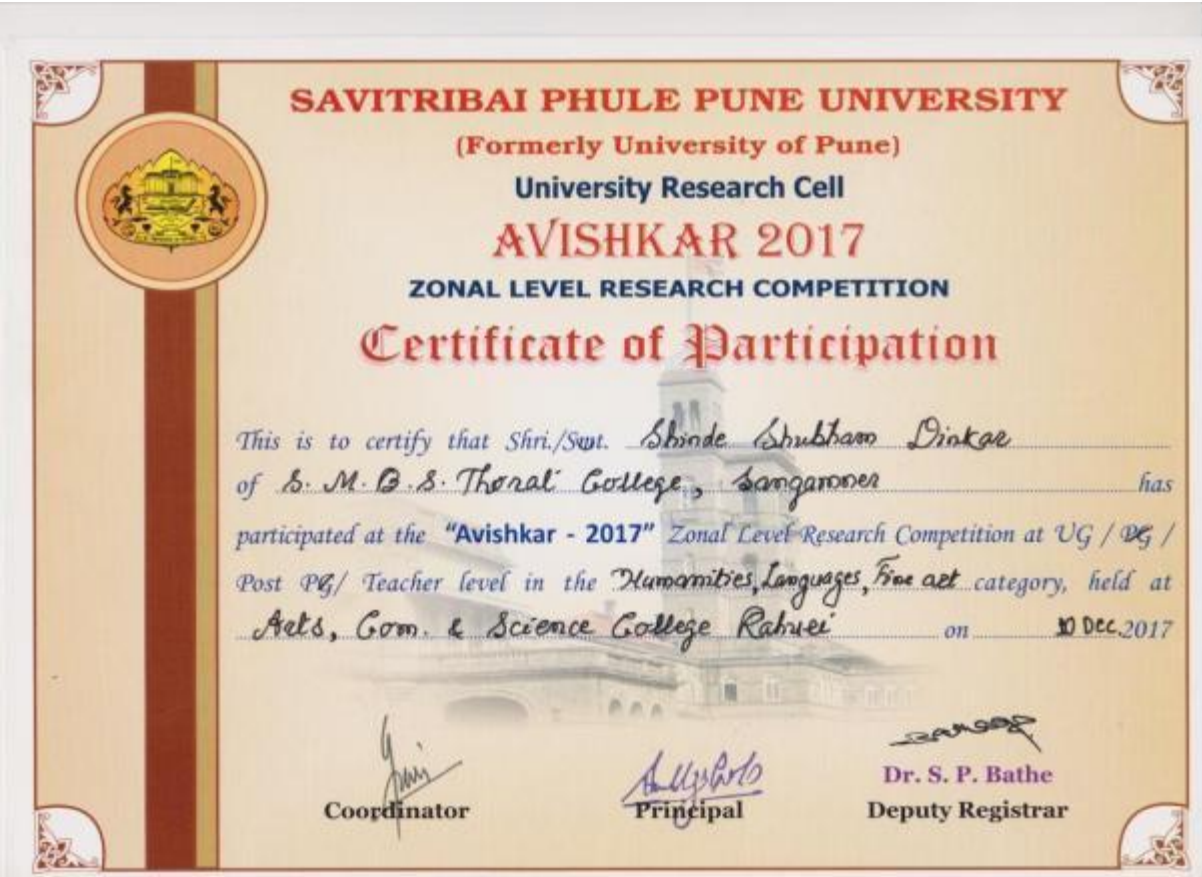 SAVITRIBAI PHULE PUNE UNIVERSITY
(Formerly University of Pune)
University Research Cell
AVISHKAR 2017
ZONAL LEVEL RESEARCH COMPETITION
Certificate of Participation
This is to certify that Shri./Smt. Shinde Shubham Dinkar
of S. M. B. S. Thorat College, Sangamner has
participated at the "Avishkar - 2017" Zonal Level Research Competition at UG / PG /
Post PG/ Teacher level in the Humanities, Languages, Fine art category, held at
Arts, Com. & Science College Rahuri on 10 Dec. 2017
Dr. S. P. Bathe
Coordinator Principal Deputy Registrar